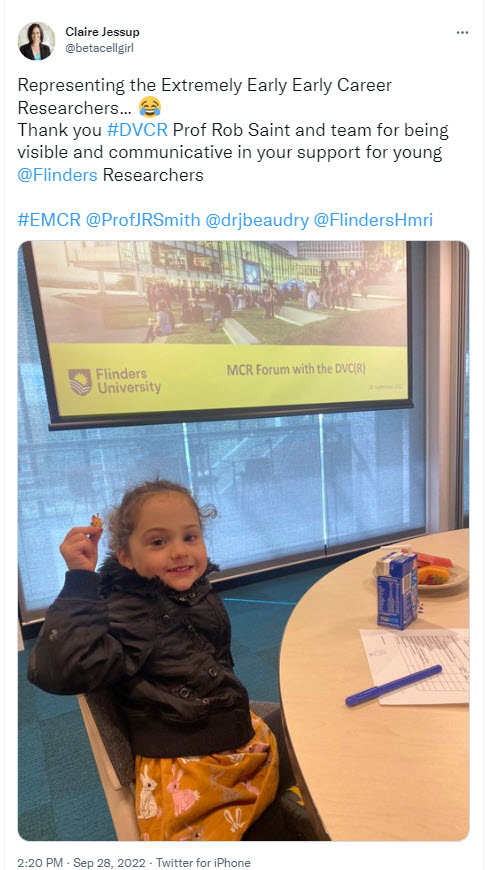 Claire Jessup
@betacellgirl
Representing the Extremely Early Early Career
Researchers... 😂
Thank you #DVCR Prof Rob Saint and team for being
visible and communicative in your support for young
@Flinders Researchers
#EMCR @ProfJRSmith @drjbeaudry @FlindersHmri
Flinders
University
MCR Forum with the DVC(R)
2:20 PM · Sep 28, 2022 · Twitter for iPhone